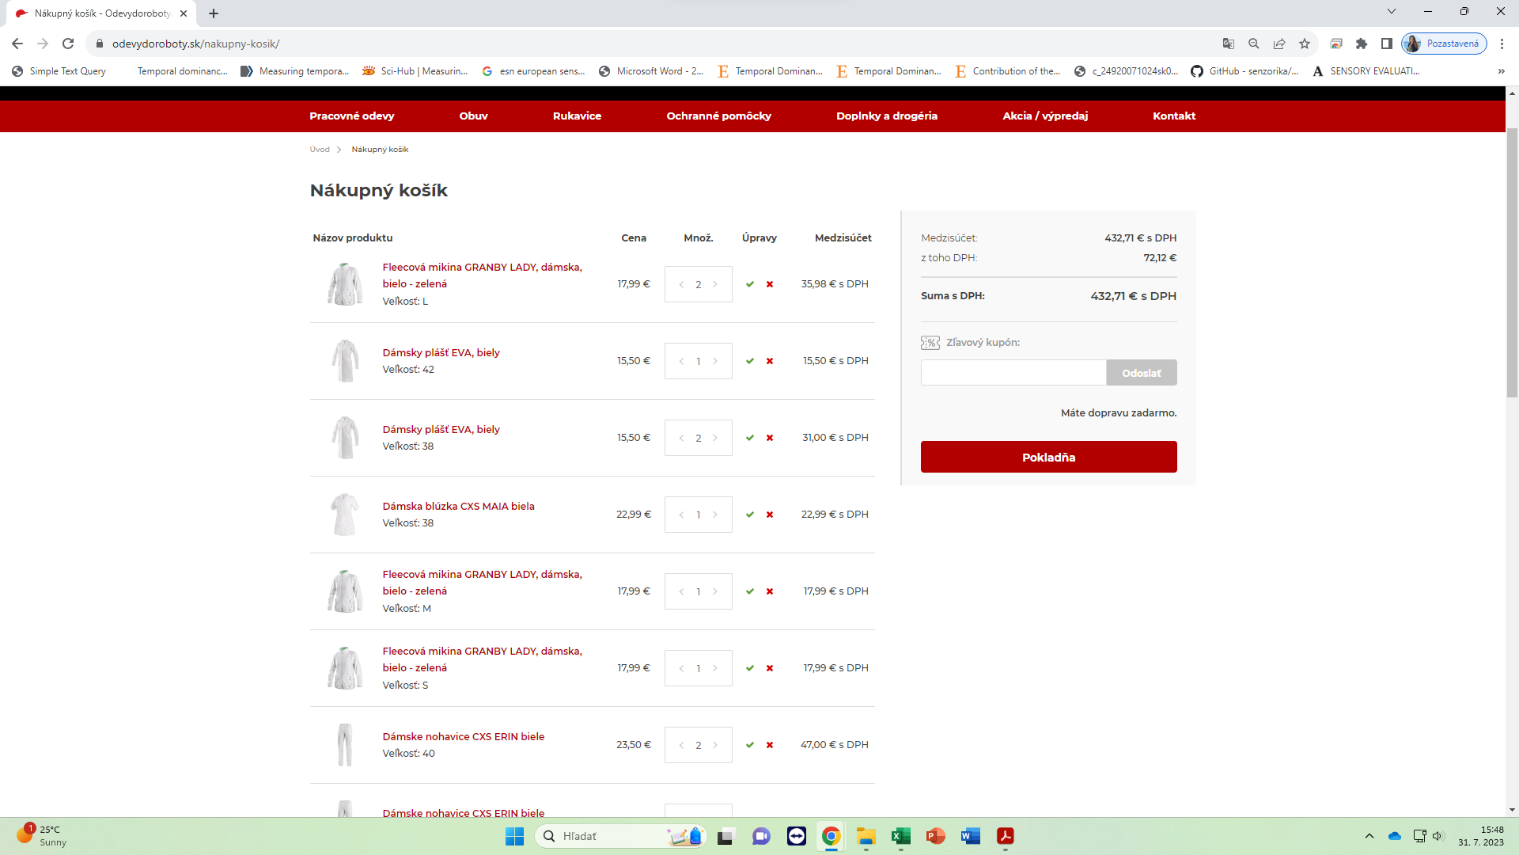 Nákupný košík - Odevydoroboty
odevydoroboty.sk/nakupny-kosik/
Pozastavená
Simple Text Query
Temporal dominanc...
Measuring tempora...
Sci-Hub | Measurin...
esn european sens...
Microsoft Word - 2...
Temporal Dominan...
Temporal Dominan...
Contribution of the...
c_24920071024sk0...
GitHub - senzorika/...
SENSORY EVALUATI...
»
Pracovné odevy
Obuv
Rukavice
Ochranné pomôcky
Doplnky a drogéria
Akcia / výpredaj
Kontakt
Úvod
Nákupný košík
Nákupný košík
Názov produktu Cena Množ. Úpravy Medzisúčet
Fleecová mikina GRANBY LADY, dámska,
bielo - zelená
Veľkosť: L
17,99 € 2 35,98 € s DPH
Dámsky plášť EVA, biely
Veľkosť: 42
15,50 € 1 15,50 € s DPH
Dámsky plášť EVA, biely
Veľkosť: 38
15,50 € 2 31,00 € s DPH
Dámska blúzka CXS MAIA biela
Veľkosť: 38
22,99 € 1 22,99 € s DPH
Fleecová mikina GRANBY LADY, dámska,
bielo - zelená
Veľkosť: M
17,99 € 1 17,99 € s DPH
Fleecová mikina GRANBY LADY, dámska,
bielo - zelená
Veľkosť: S
17,99 € 1 17,99 € s DPH
Dámske nohavice CXS ERIN biele
Veľkosť: 40
23,50 € 2 47,00 € s DPH
Dámske nohavice CXS ERIN biele
Medzisúčet: 432,71 € s DPH
z toho DPH: 72,12 €
Suma s DPH: 432,71 € s DPH
Zľavový kupón:
Odoslať
Máte dopravu zadarmo.
Pokladňa
1
25°C
Sunny
Hľadať
15:48
31. 7. 2023